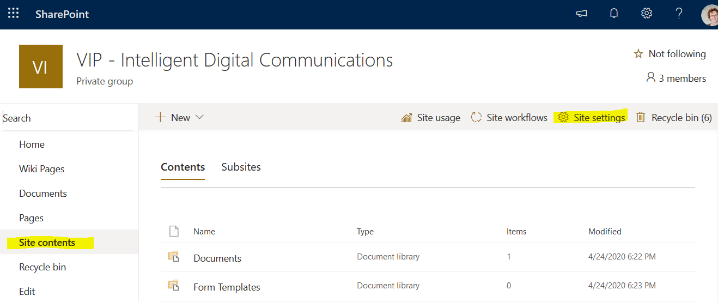 SharePoint
?
VI
VIP - Intelligent Digital Communications
Private group
Not following
3 members
Search
New
Site usage
Site workflows
Site settings
Recycle bin (6)
Home
Wiki Pages
Documents
Pages
Site contents
Recycle bin
Edit
Contents Subsites
Name Type Items Modified
Documents Document library 1 4/24/2020 6:22 PM
Form Templates Document library 0 4/24/2020 6:23 PM